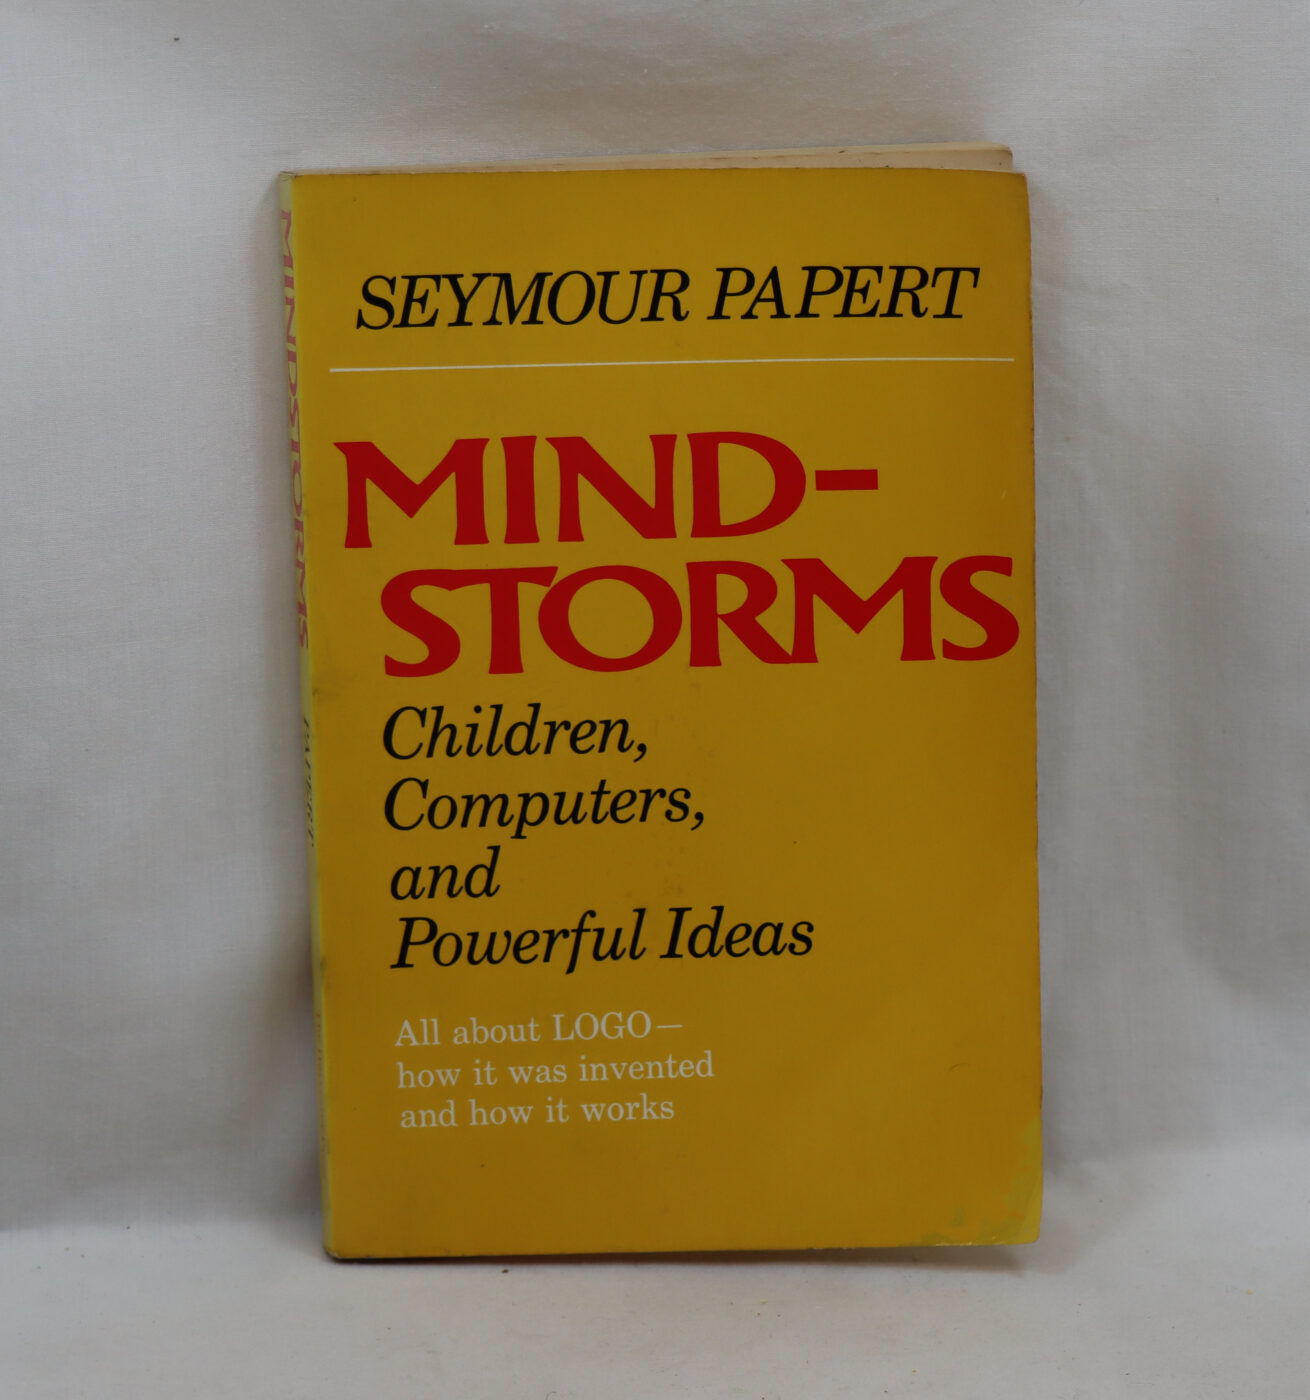 SEYMOUR PAPERT
MIND-
STORMS
Children,
Computers,
and
Powerful Ideas
All about LOGO—
how it was invented
and how it works
MINDSTORMS
PAPERT